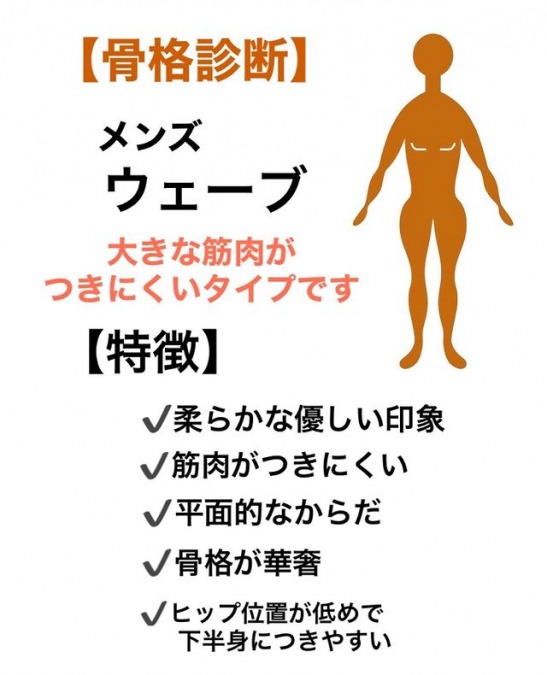 【骨格診断】
メンズ
ウェーブ
大きな筋肉が
つきにくいタイプです
【特徴】
✔柔らかな優しい印象
✔筋肉がつきにくい
✔平面的なからだ
✔骨格が華奢
✔ヒップ位置が低めで
下半身につきやすい